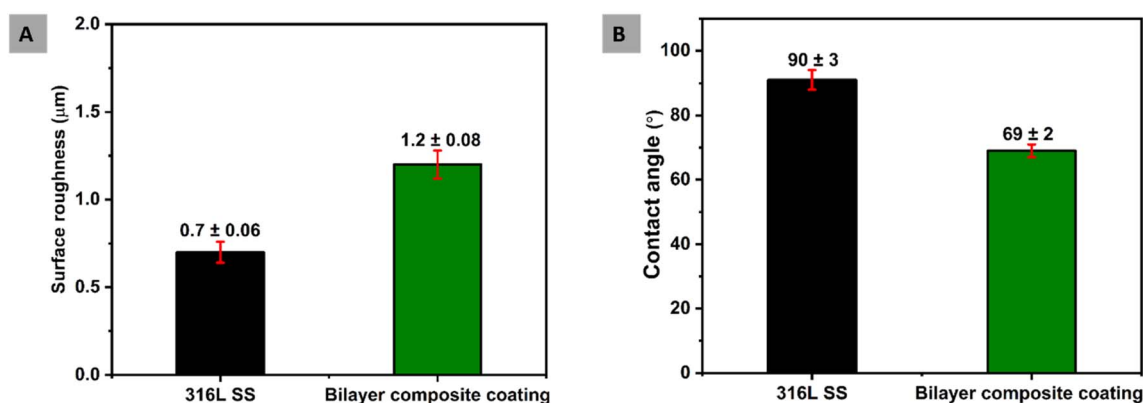 A
Surface roughness (μm)
2.0
1.5
1.0
0.5
0.0
0.7 ± 0.06
1.2 ± 0.08
316L SS
Bilayer composite coating
B
Contact angle (°)
100
80
60
40
20
0
90 ± 3
69 ± 2
316L SS
Bilayer composite coating